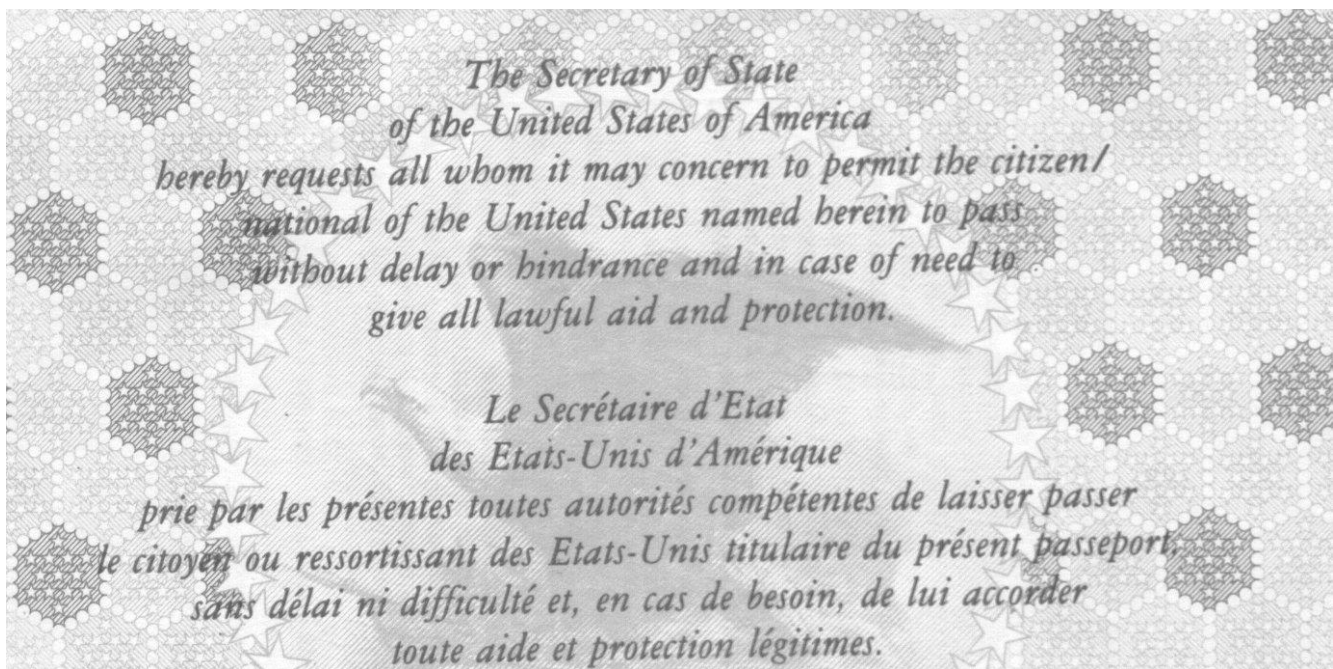 The Secretary of State
of the United States of America
hereby requests all whom it may concern to permit the citizen/
national of the United States named herein to pass
without delay or hindrance and in case of need to
give all lawful aid and protection.
Le Secrétaire d'Etat
des Etats-Unis d'Amérique
prie par les présentes toutes autorités compétentes de laisser passer
le citoyen ou ressortissant des Etats-Unis titulaire du présent passeport,
sans délai ni difficulté et, en cas de besoin, de lui accorder
toute aide et protection légitimes.